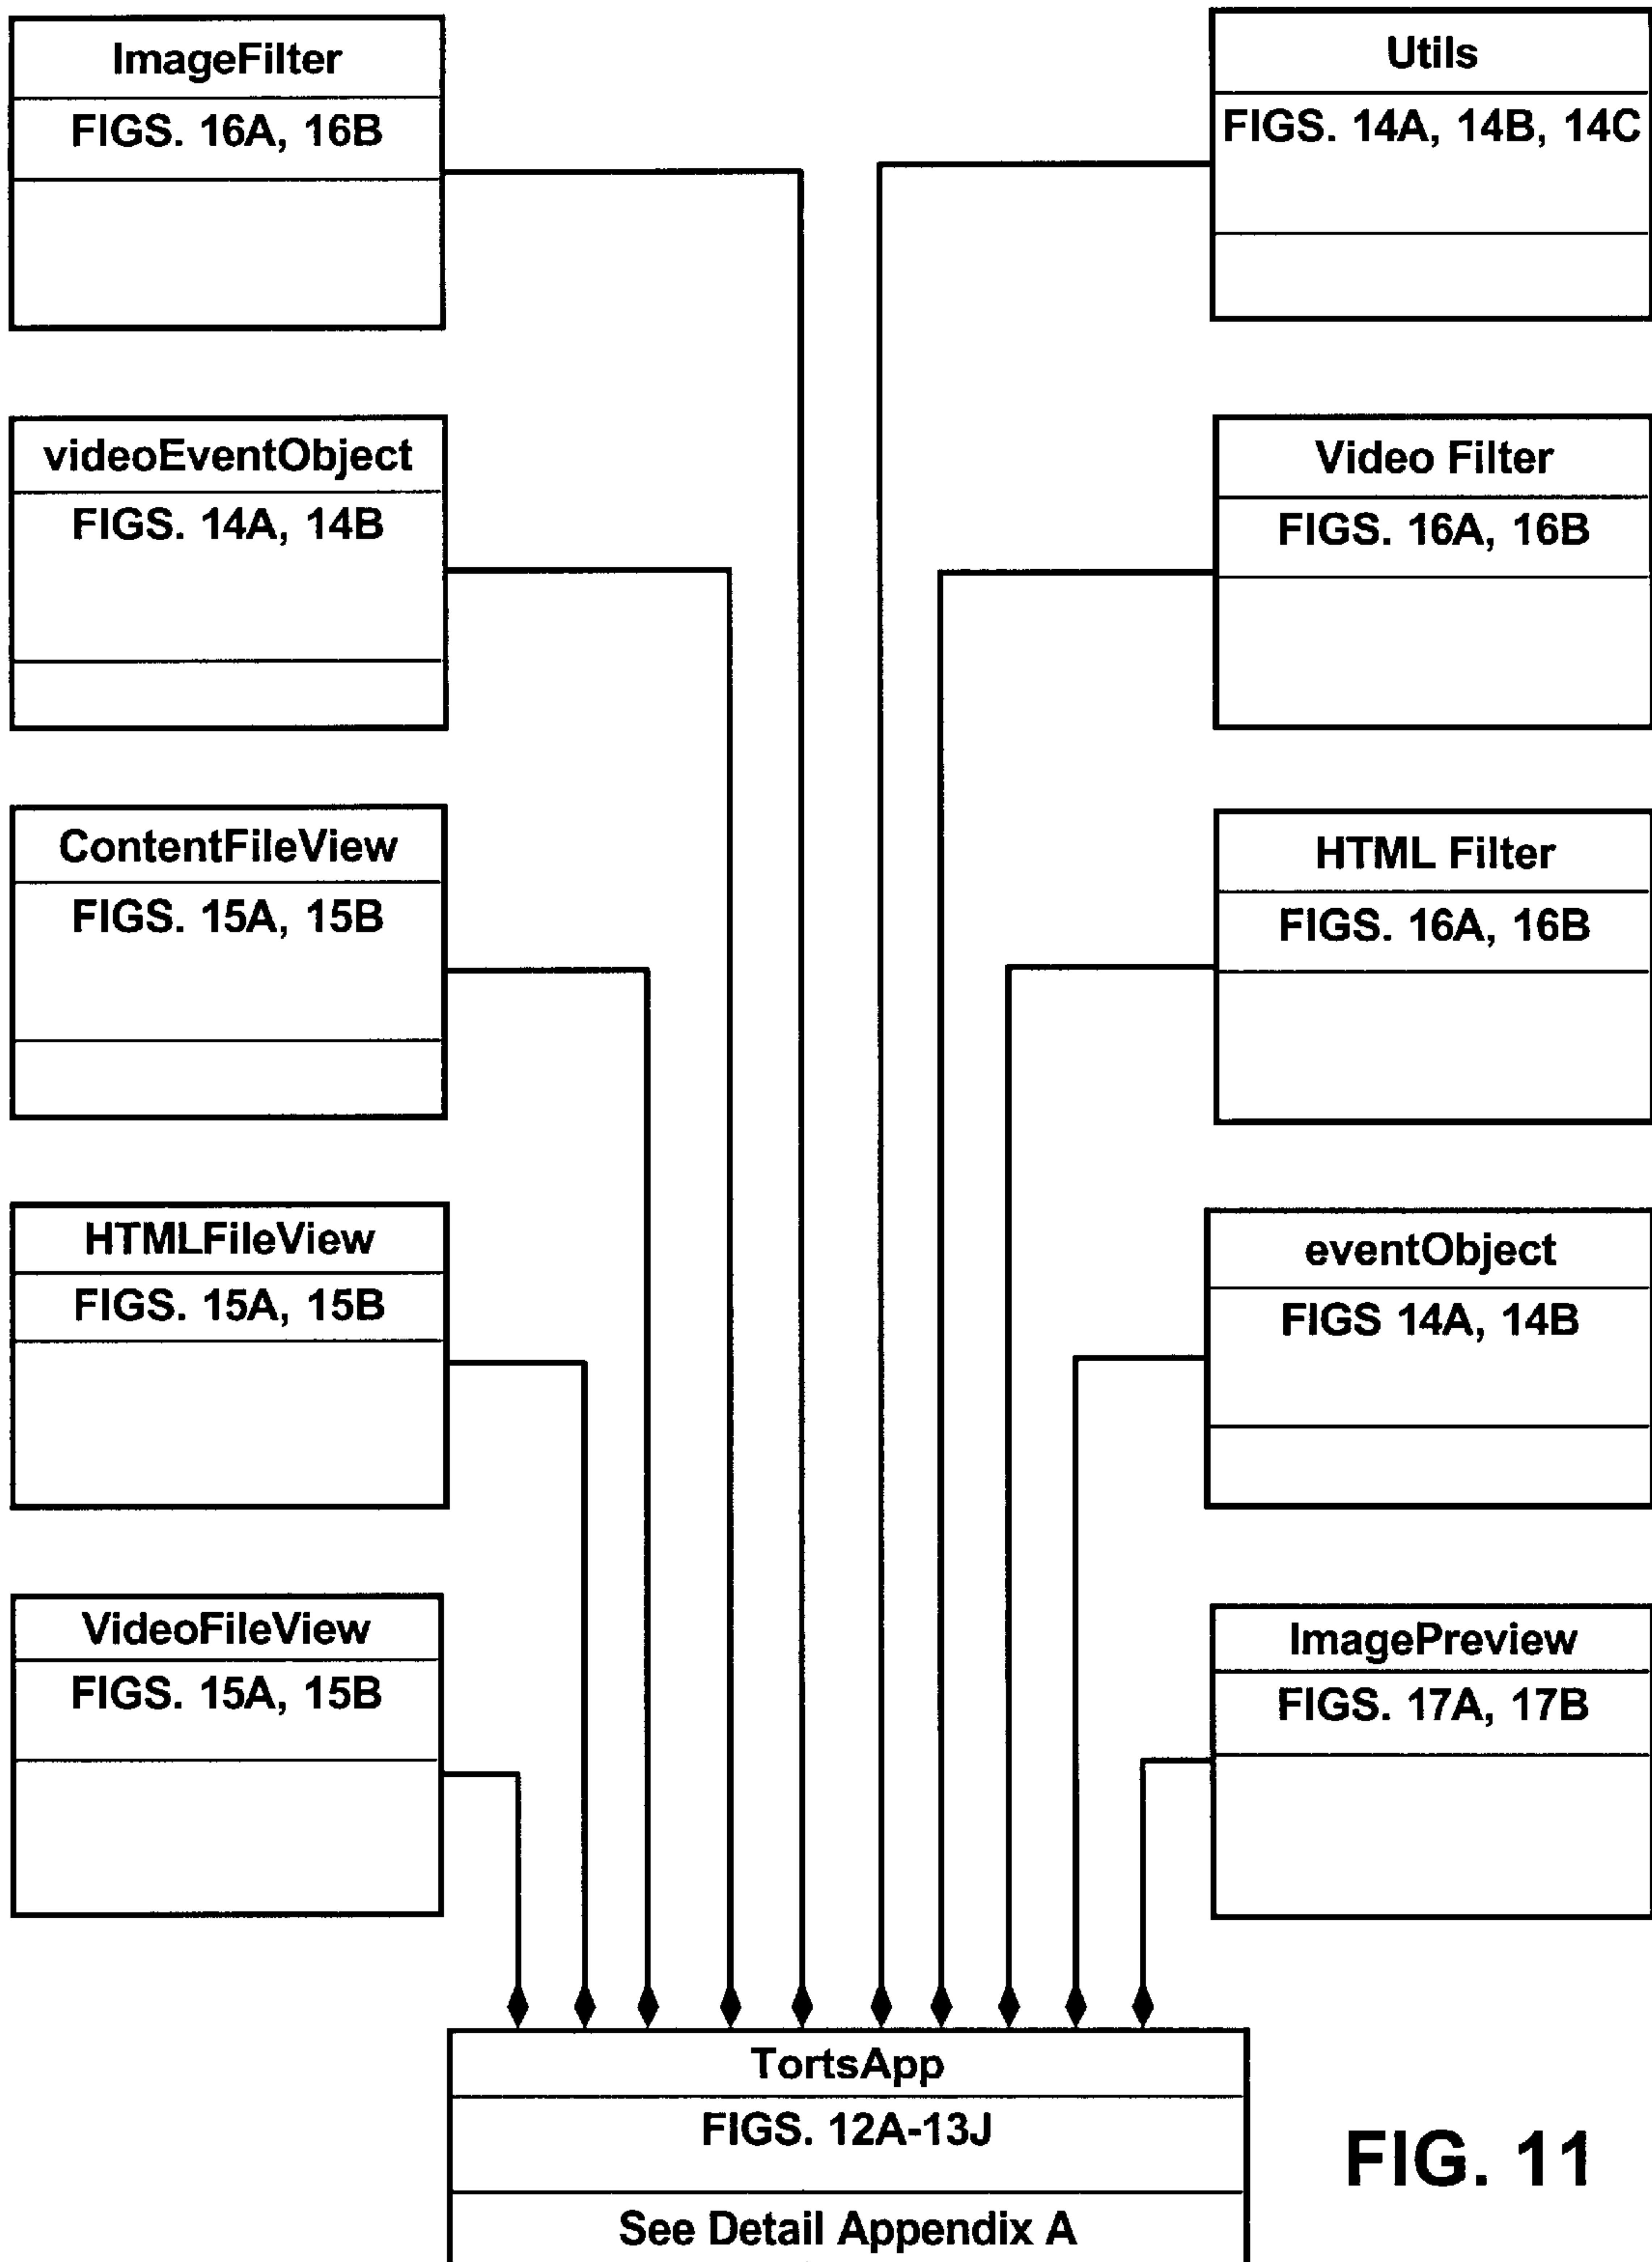 ImageFilter
FIGS. 16A, 16B
Utils
FIGS. 14A, 14B, 14C
videoEventObject
FIGS. 14A, 14B
Video Filter
FIGS. 16A, 16B
ContentFileView
FIGS. 15A, 15B
HTML Filter
FIGS. 16A, 16B
HTMLFileView
FIGS. 15A, 15B
eventObject
FIGS 14A, 14B
VideoFileView
FIGS. 15A, 15B
ImagePreview
FIGS. 17A, 17B
TortsApp
FIGS. 12A-13J
See Detail Appendix A
FIG. 11